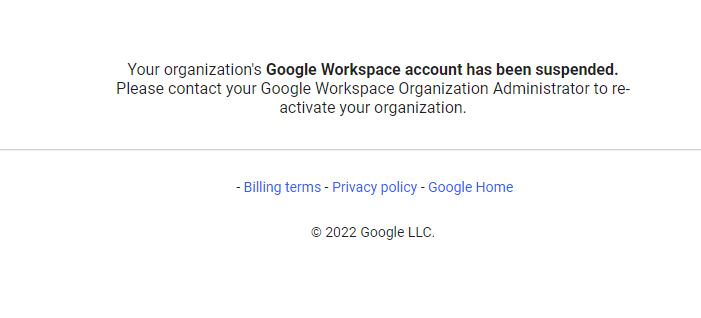 Your organization's Google Workspace account has been suspended.
Please contact your Google Workspace Organization Administrator to re-
activate your organization.
- Billing terms - Privacy policy - Google Home
© 2022 Google LLC.